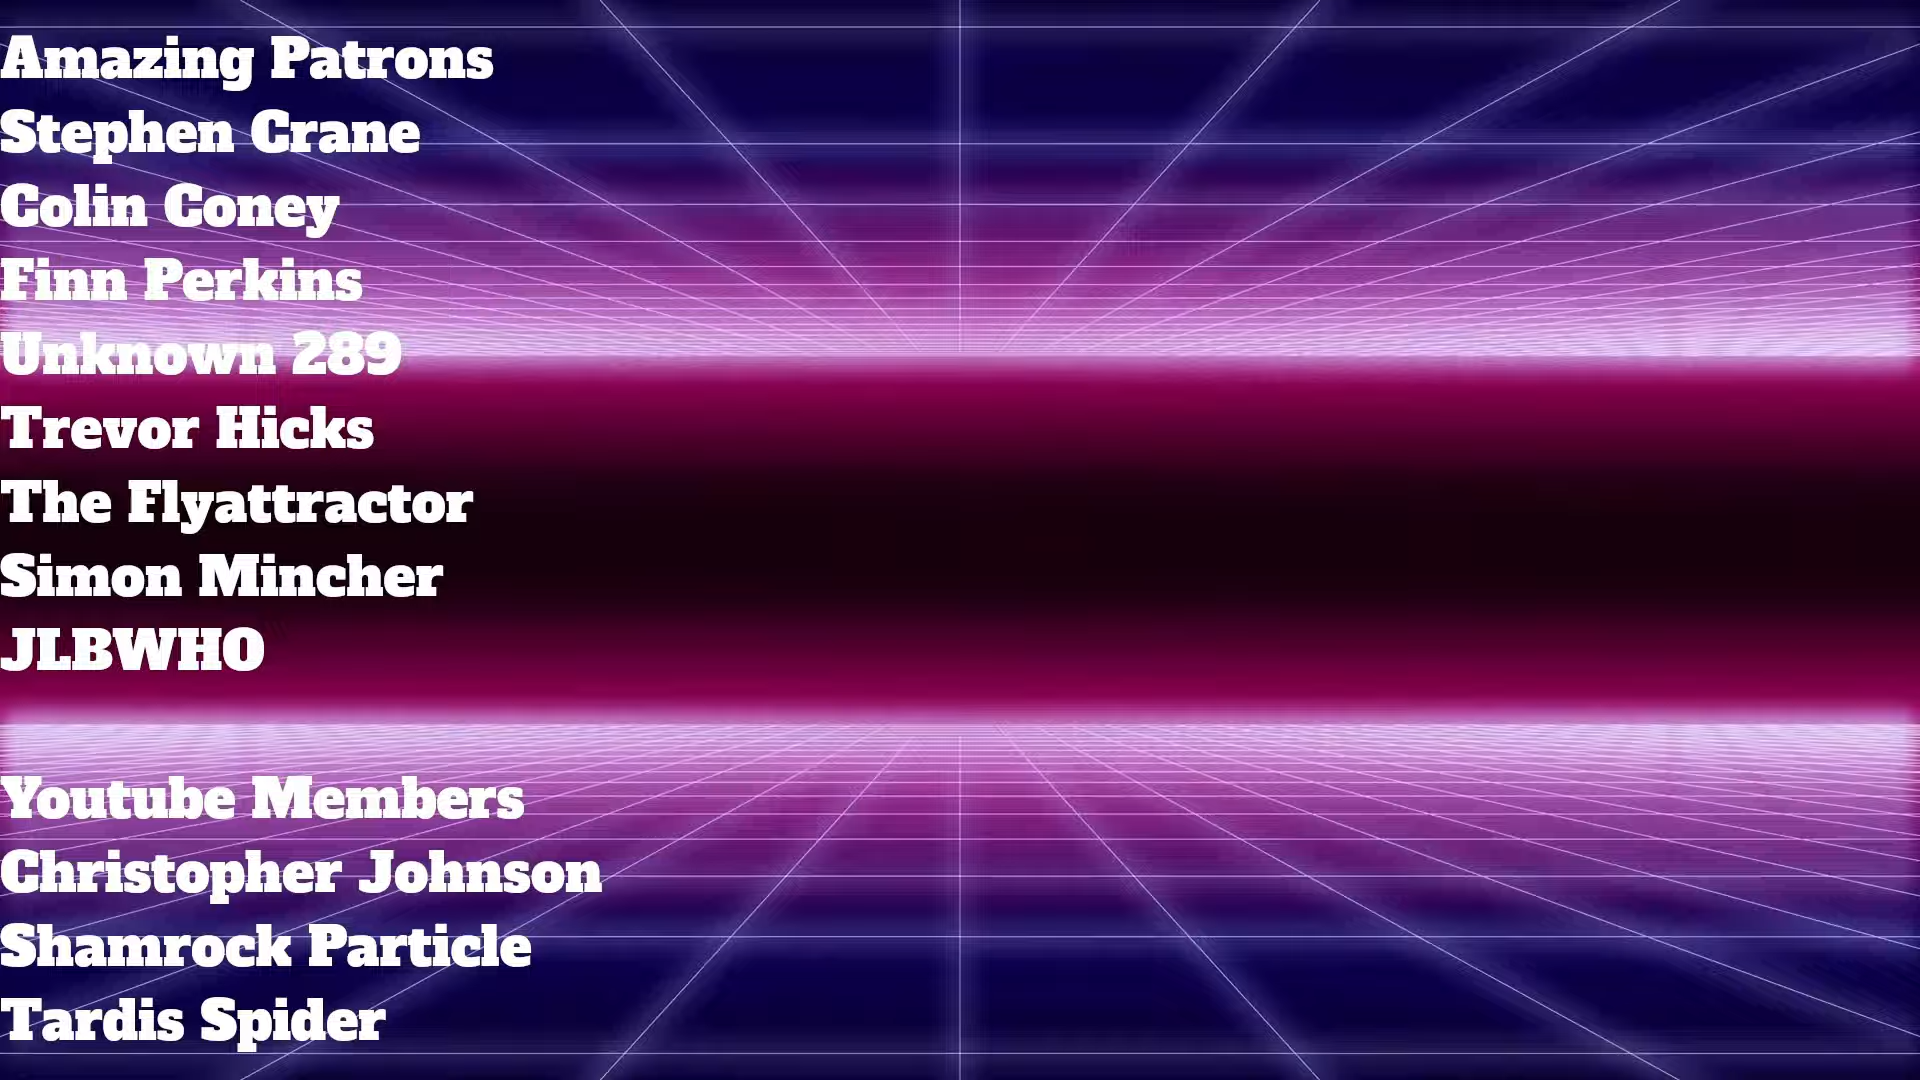 Amazing Patrons
Stephen Crane
Colin Coney
Finn Perkins
Unknown 289
Trevor Hicks
The Flyattractor
Simon Mincher
JLBWHO
Youtube Members
Christopher Johnson
Shamrock Particle
Tardis Spider